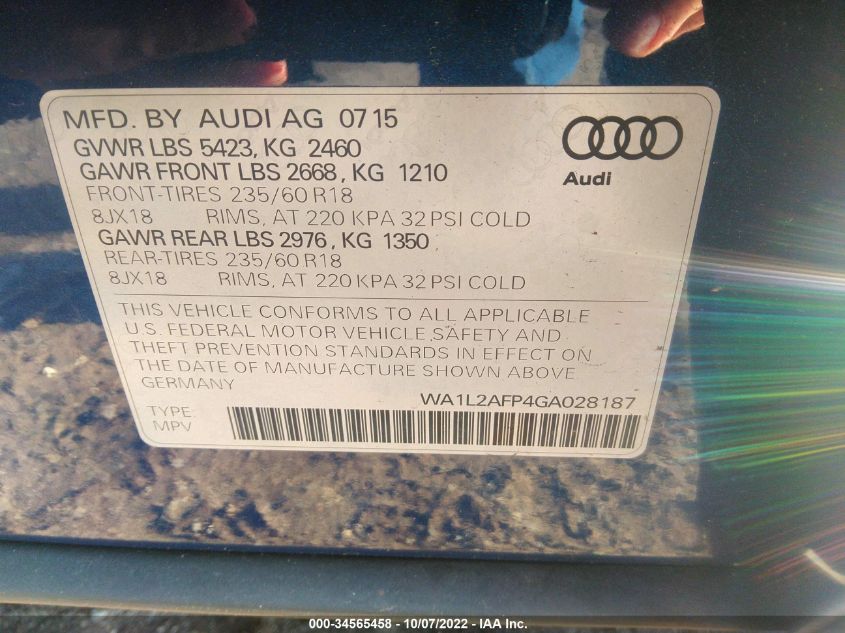 MFD. BY AUDI AG 0715
GVWR LBS 5423, KG 2460
GAWR FRONT LBS 2668, KG 1210
FRONT-TIRES 235/60 R18
8JX18 RIMS, AT 220 KPA 32 PSI COLD
GAWR REAR LBS 2976, KG 1350
REAR-TIRES 235/60 R18
8JX18 RIMS, AT 220 KPA 32 PSI COLD
Audi
THIS VEHICLE CONFORMS TO ALL APPLICABLE
U.S. FEDERAL MOTOR VEHICLE SAFETY AND
THEFT PREVENTION STANDARDS IN EFFECT ON
THE DATE OF MANUFACTURE SHOWN ABOVE
GERMANY
WA1L2AFP4GA028187
TYPE:
MPV
000-34565458 - 10/07/2022 - IAA Inc.